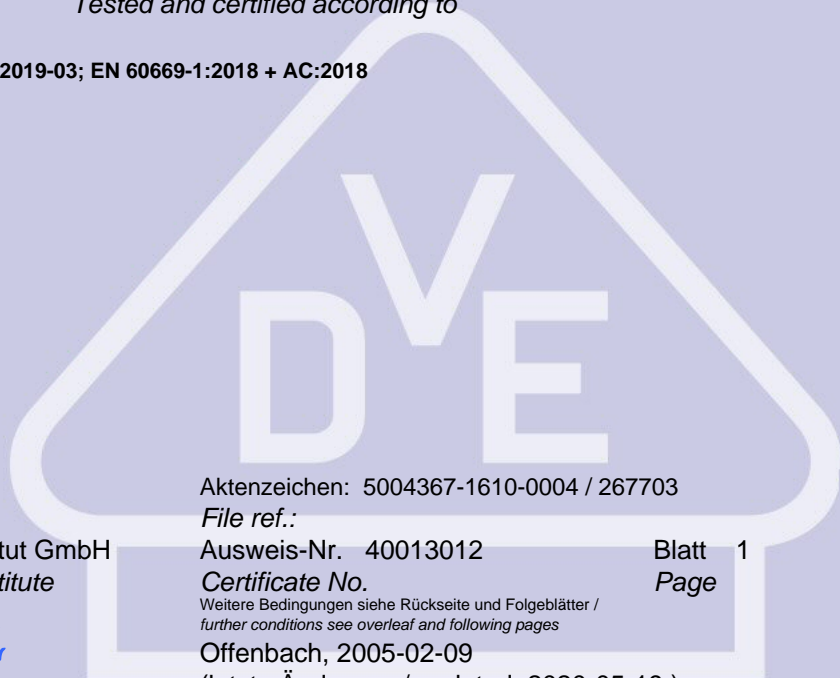 Tested and certified according to
2019-03; EN 60669-1:2018 + AC:2018
VDE
Aktenzeichen: 5004367-1610-0004 / 267703
File ref.:
tut GmbH Ausweis-Nr. 40013012 Blatt 1
titute Certificate No. Page
Weitere Bedingungen siehe Rückseite und Folgeblätter /
further conditions see overleaf and following pages
r Offenbach, 2005-02-09